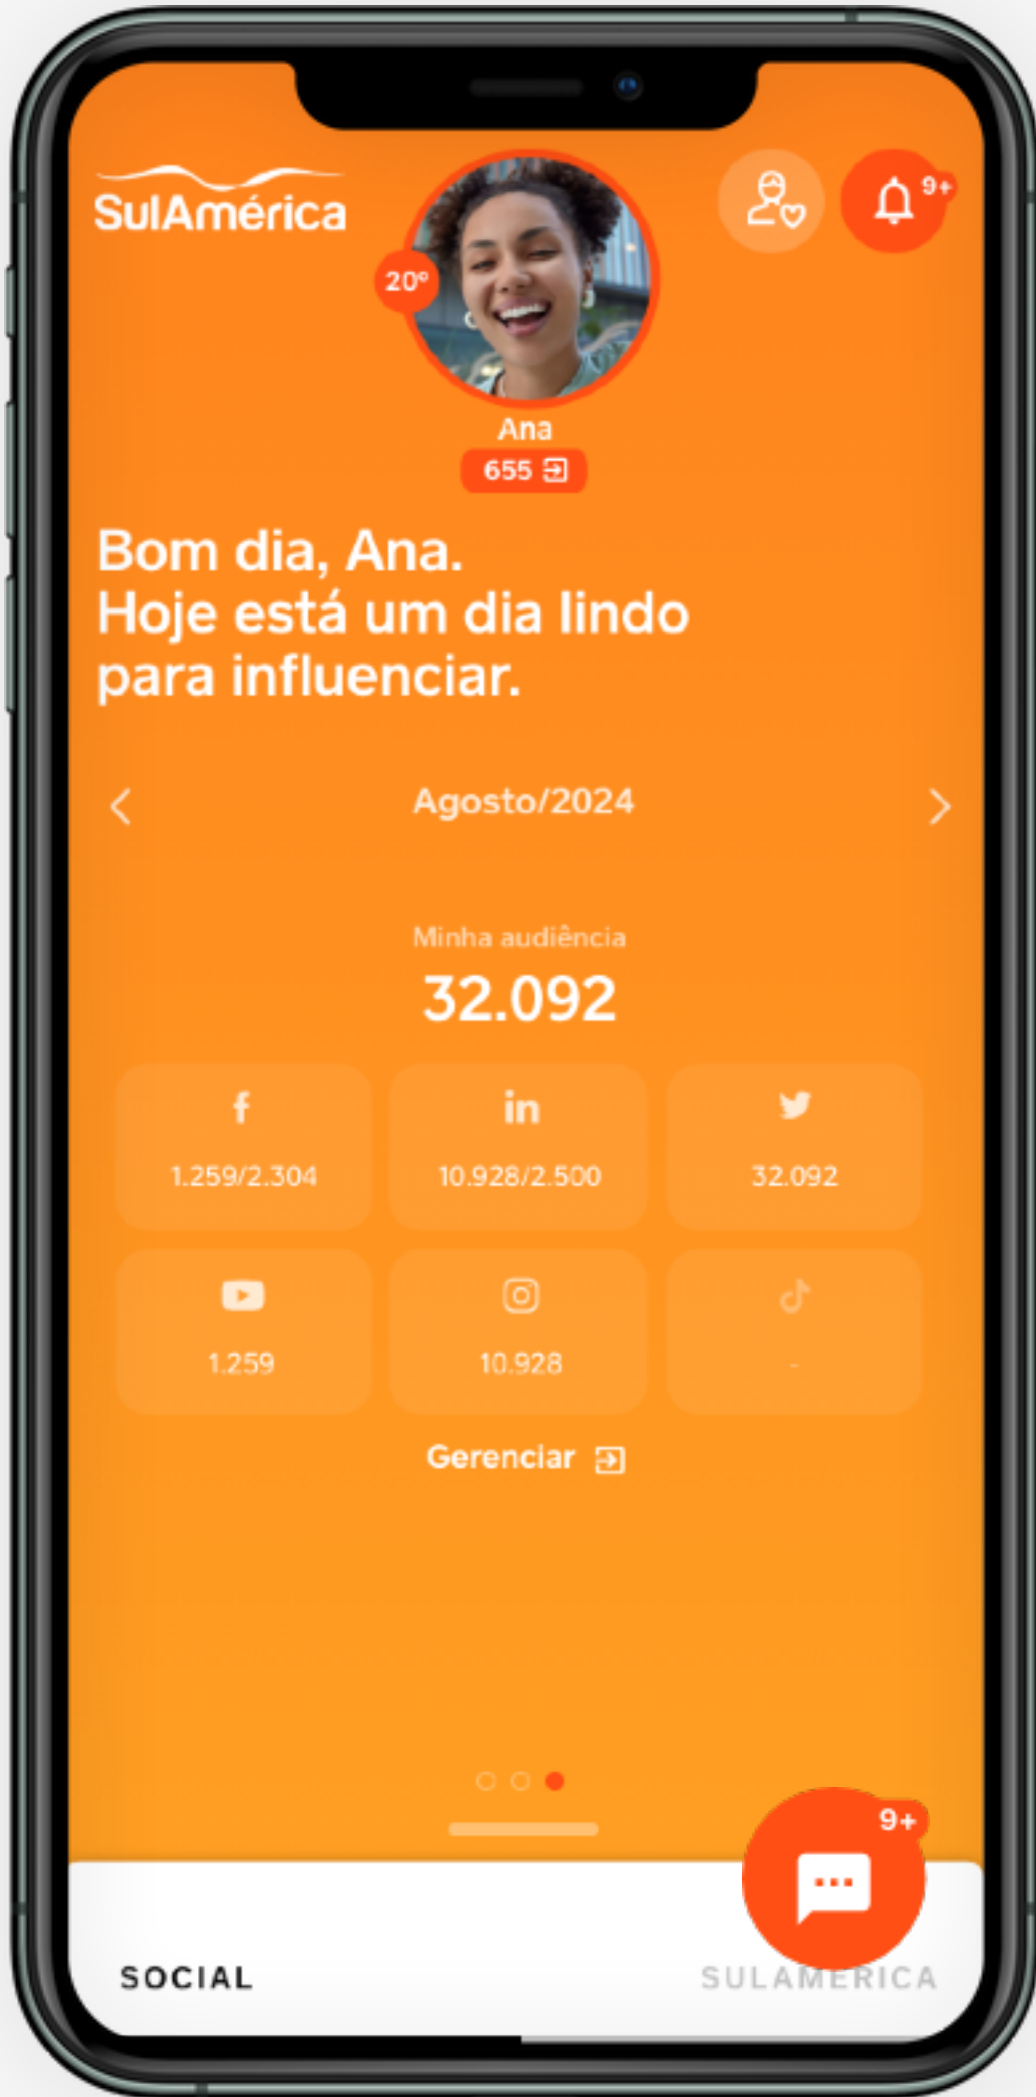 SulAmérica
9+
20°
Ana
655
Bom dia, Ana.
Hoje está um dia lindo
para influenciar.
Agosto/2024
Minha audiência
32.092
f
in
1.259/2.304
10.928/2.500
32.092
1.259
10.928
-
Gerenciar
9+
SOCIAL
SULAMERICA